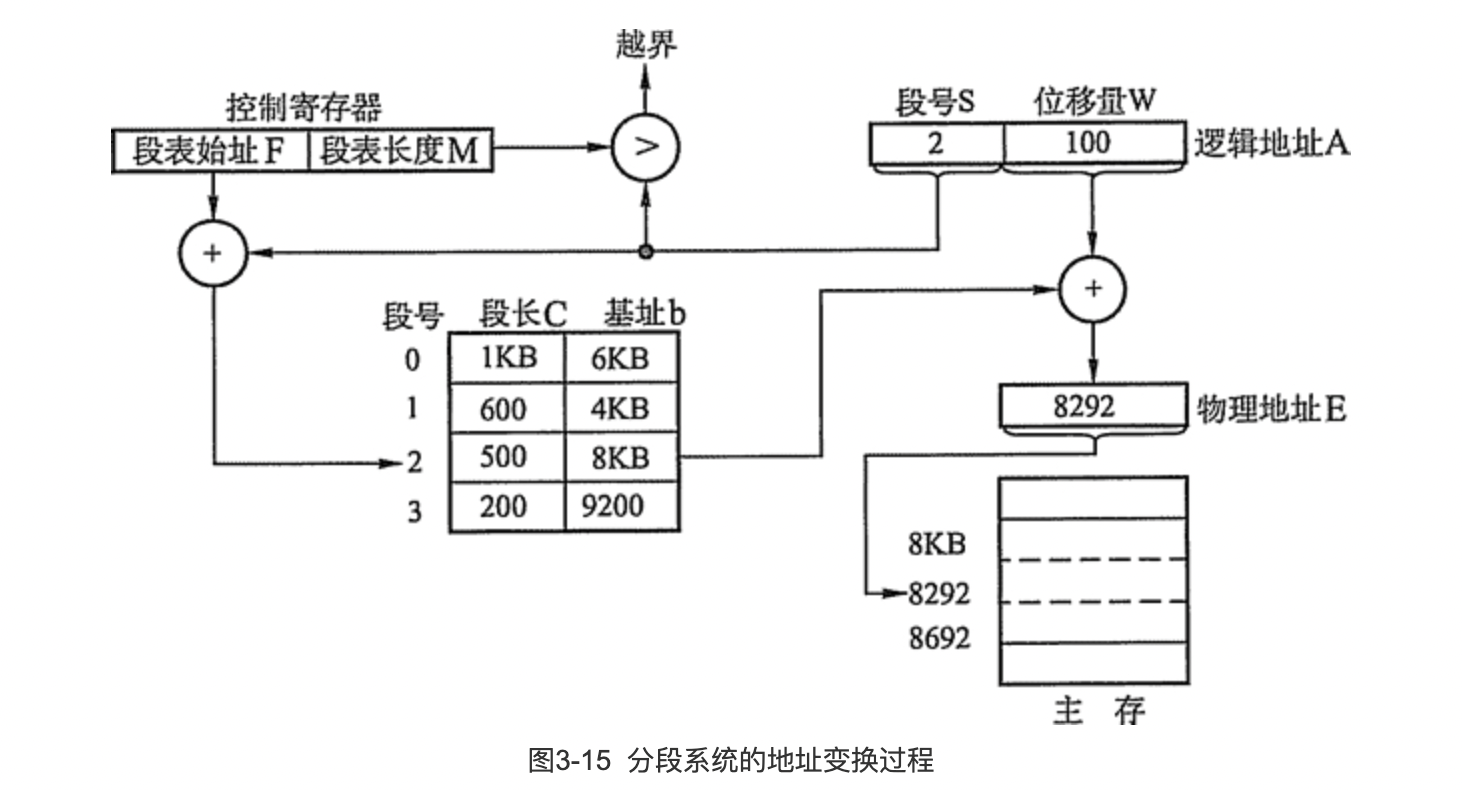 越界
控制寄存器
段表始址F 段表长度M
>
段号S 位移量W
2 100 逻辑地址A
+
+
段号 段长C 基址b
0 1KB 6KB
1 600 4KB
2 500 8KB
3 200 9200
8292 物理地址E
8KB
8292
8692
主 存
图3-15 分段系统的地址变换过程